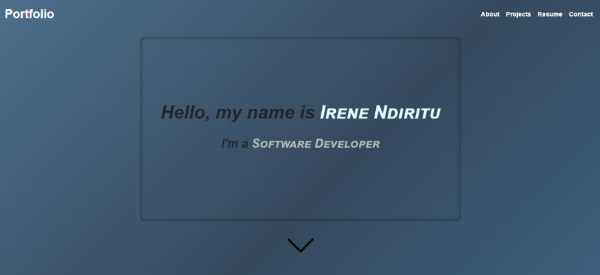 Portfolio
About Projects Resume Contact
Hello, my name is Irene Ndiritu
I'm a Software Developer